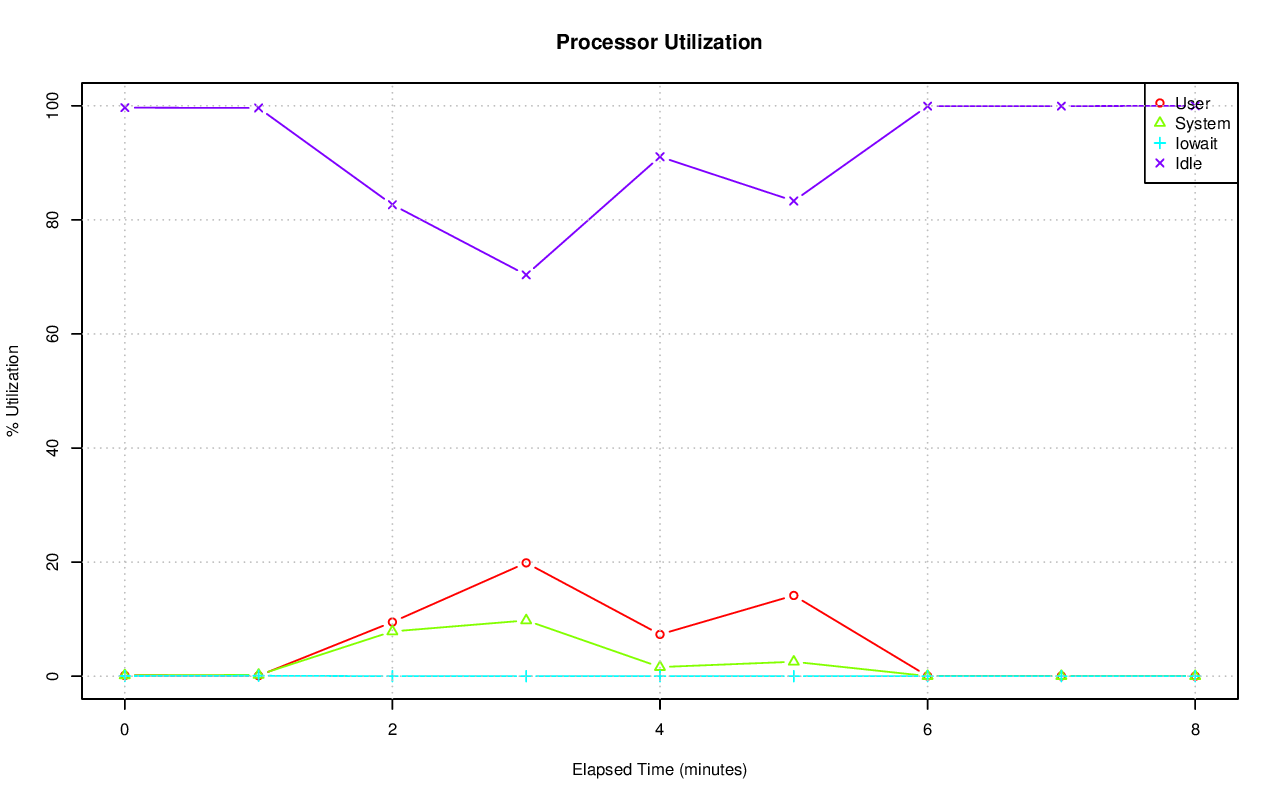 Processor Utilization
User
System
Iowait
Idle
100
80
60
40
20
0
% Utilization
0 2 4 6 8
Elapsed Time (minutes)